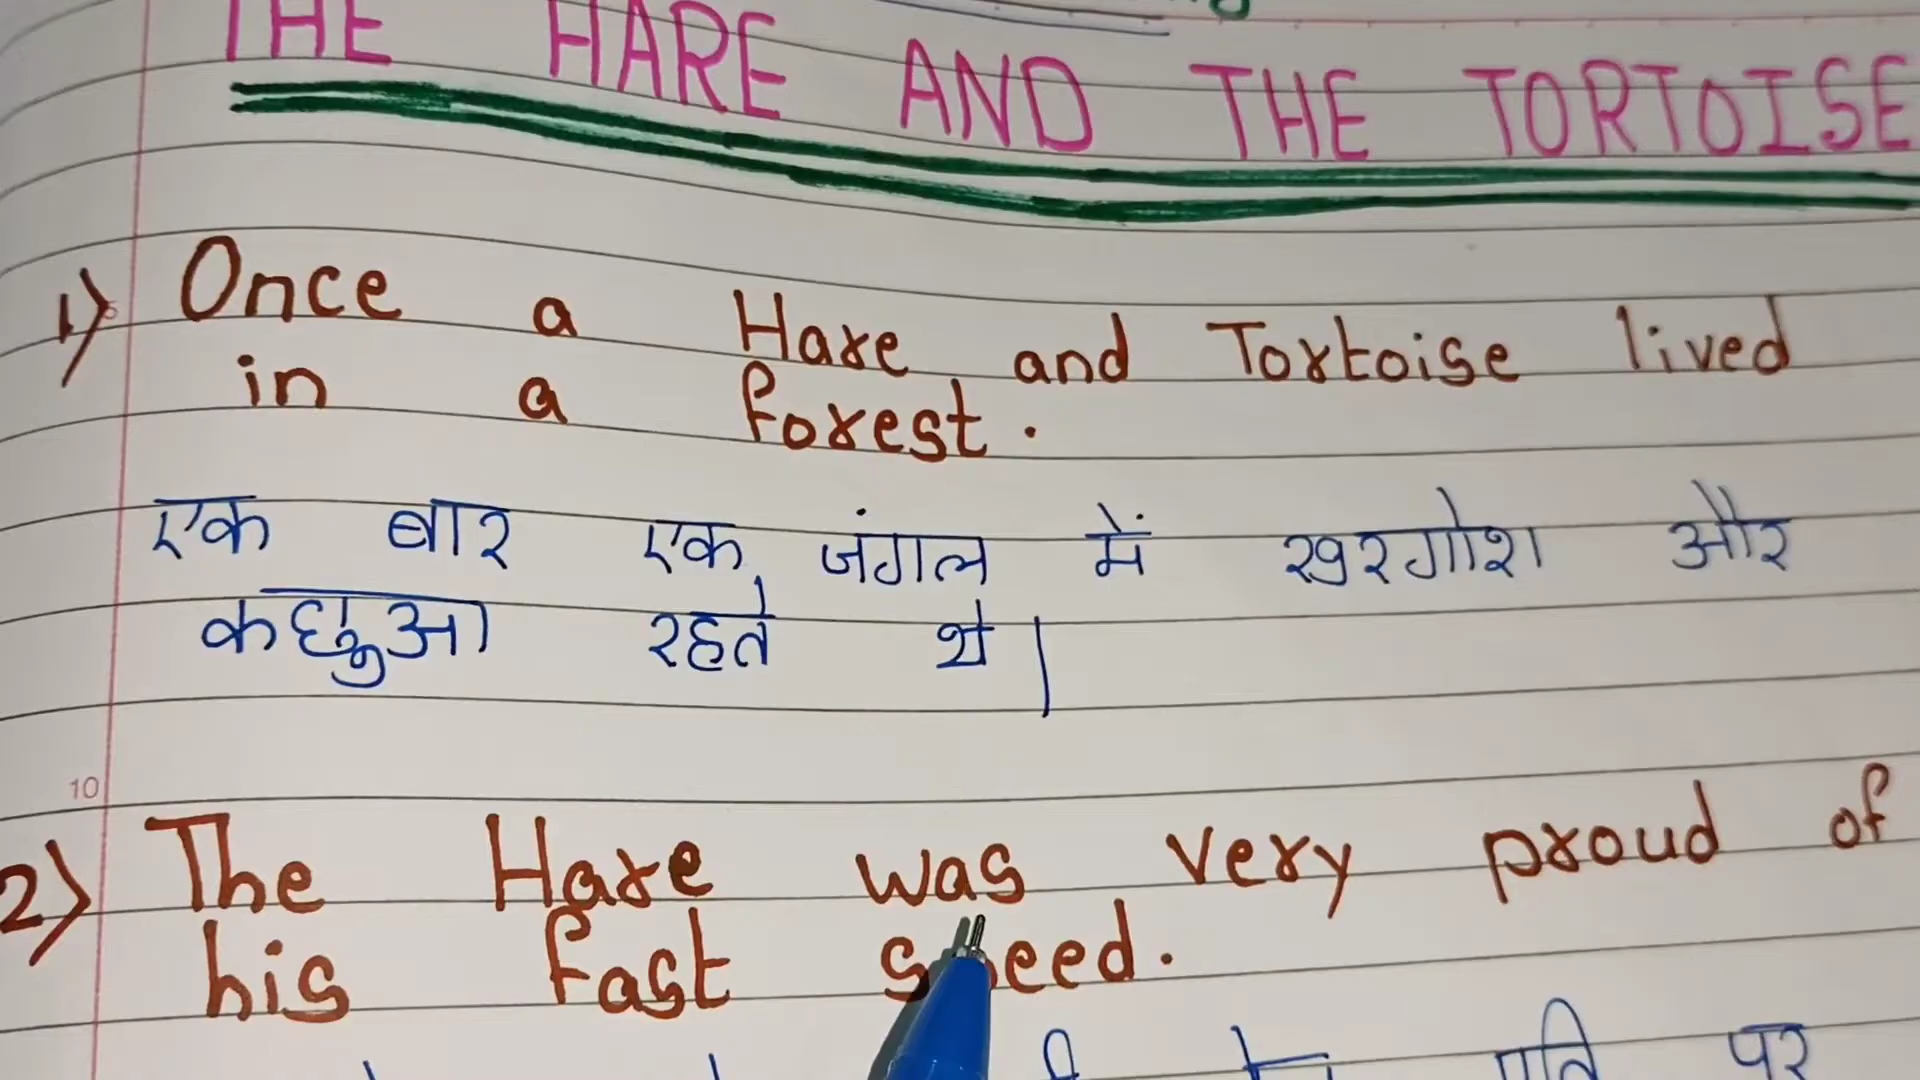 THE HARE AND THE TORTOISE
1) Once a Hare and Tortoise lived
in a forest.
एक बार एक जंगल में खरगोश और
कछुआ रहते थे|
10
2) The Hare was very proud of
his fast speed.
पर